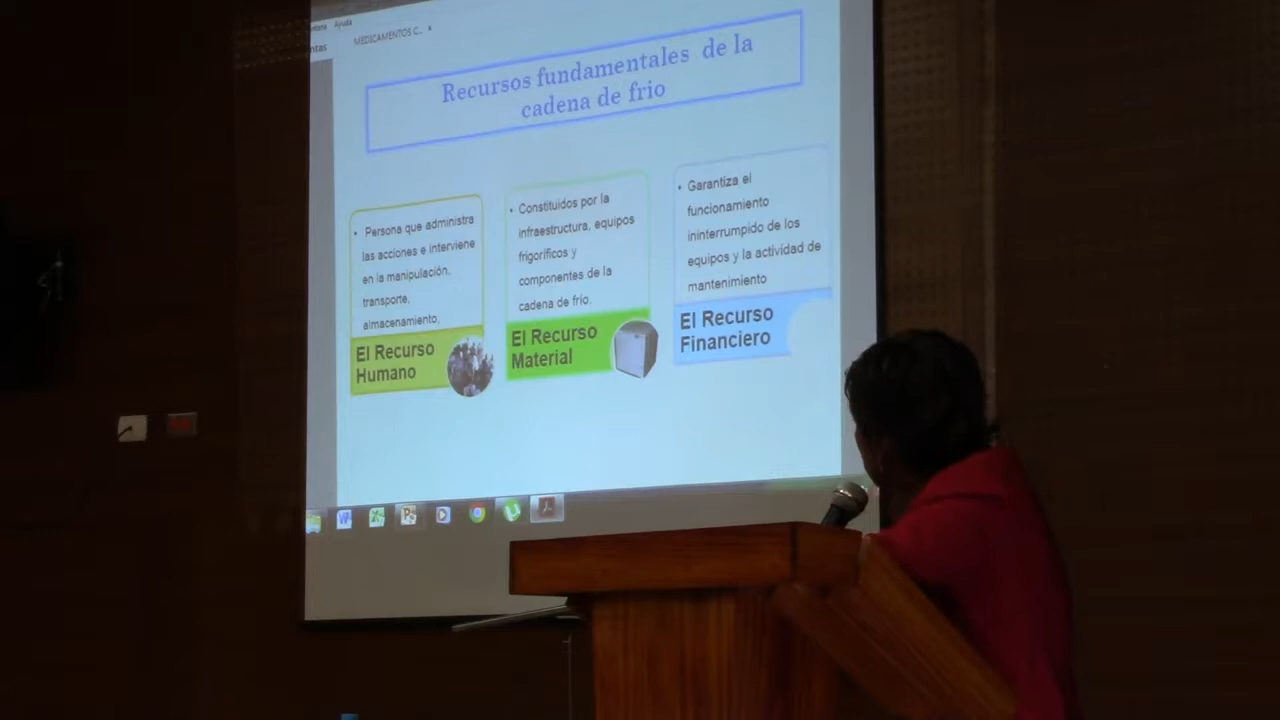 Ayuda
MEDICAMENTOS C...
Recursos fundamentales de la
cadena de frio
• Persona que administra
las acciones e interviene
en la manipulación,
transporte,
almacenamiento,
El Recurso
Humano
• Constituidos por la
infraestructura, equipos
frigoríficos y
componentes de la
cadena de frío.
El Recurso
Material
• Garantiza el
funcionamiento
ininterrumpido de los
equipos y la actividad de
mantenimiento
El Recurso
Financiero